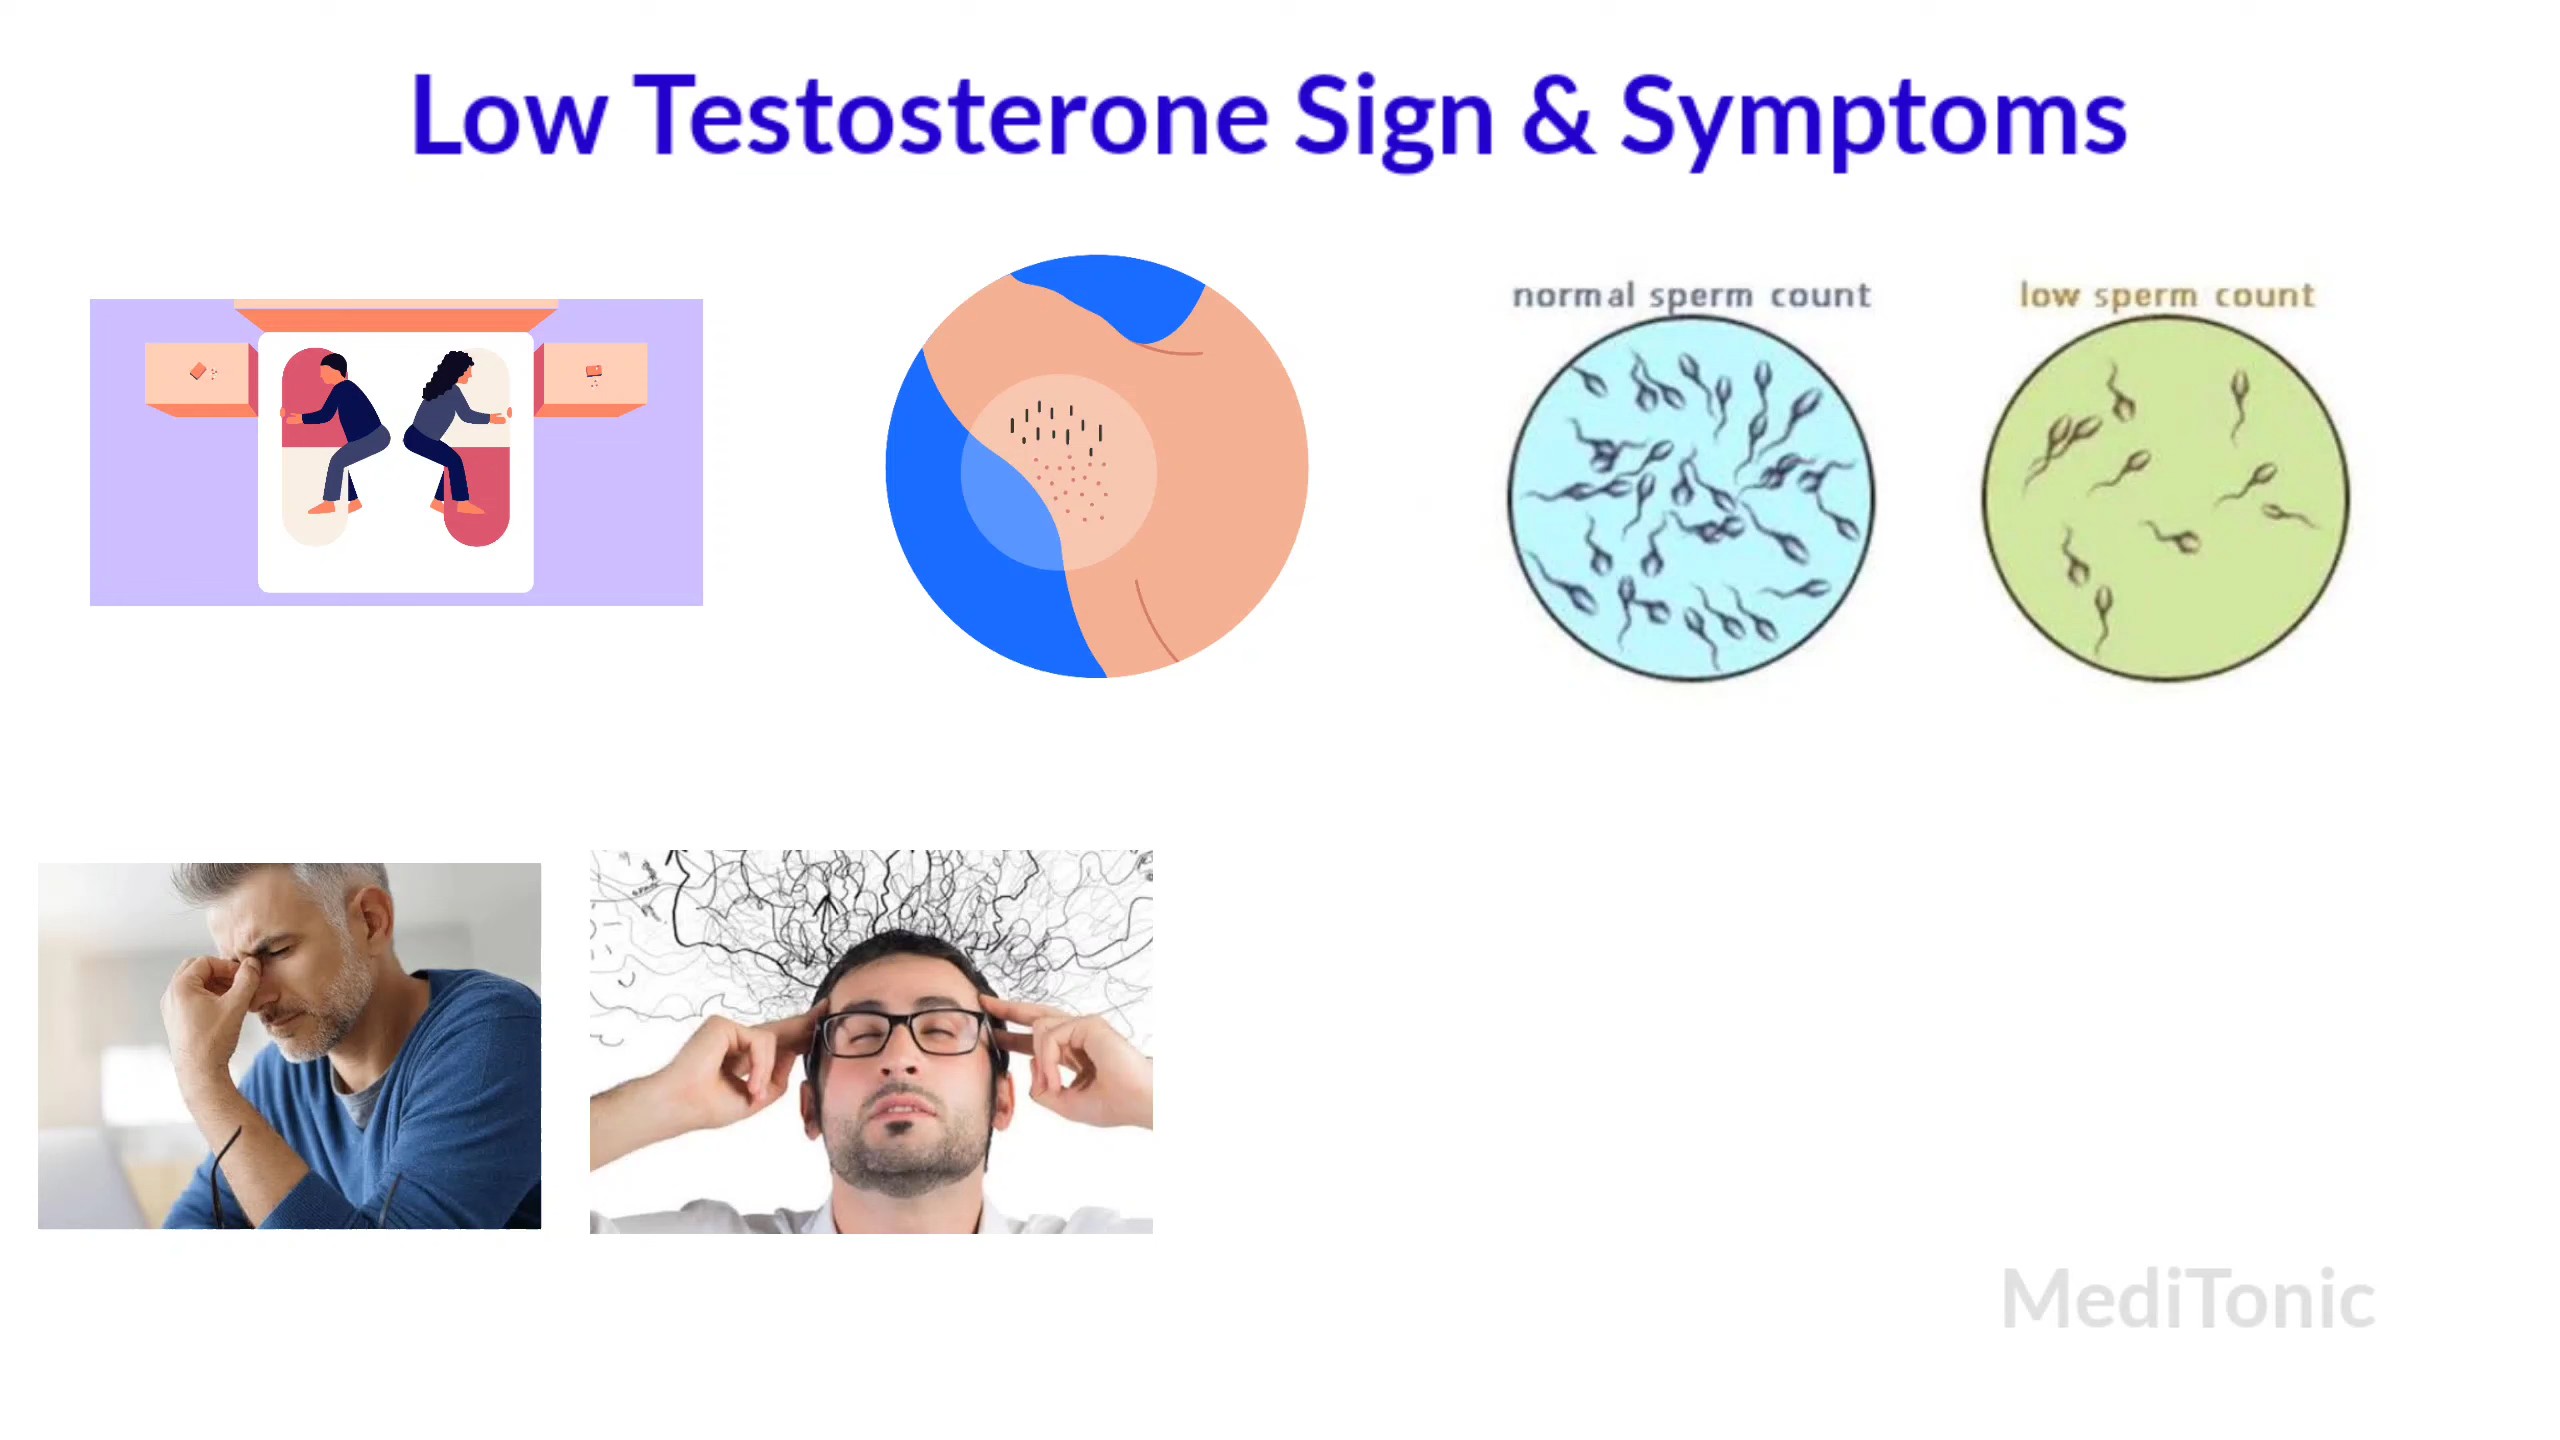 Low Testosterone Sign & Symptoms
normal sperm count
low sperm count
MediTonic